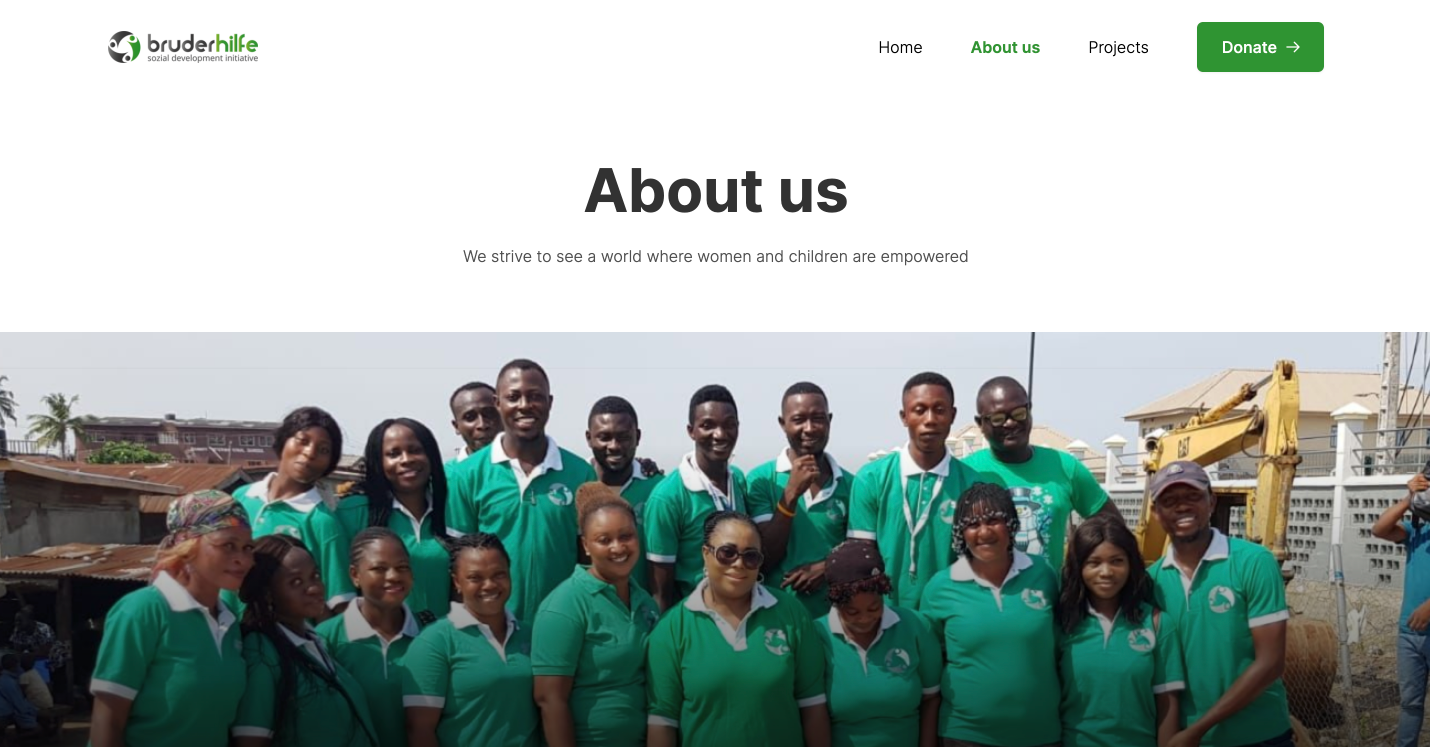 bruderhilfe
sozial development initiative
Home
About us
Projects
Donate
About us
We strive to see a world where women and children are empowered
CAT